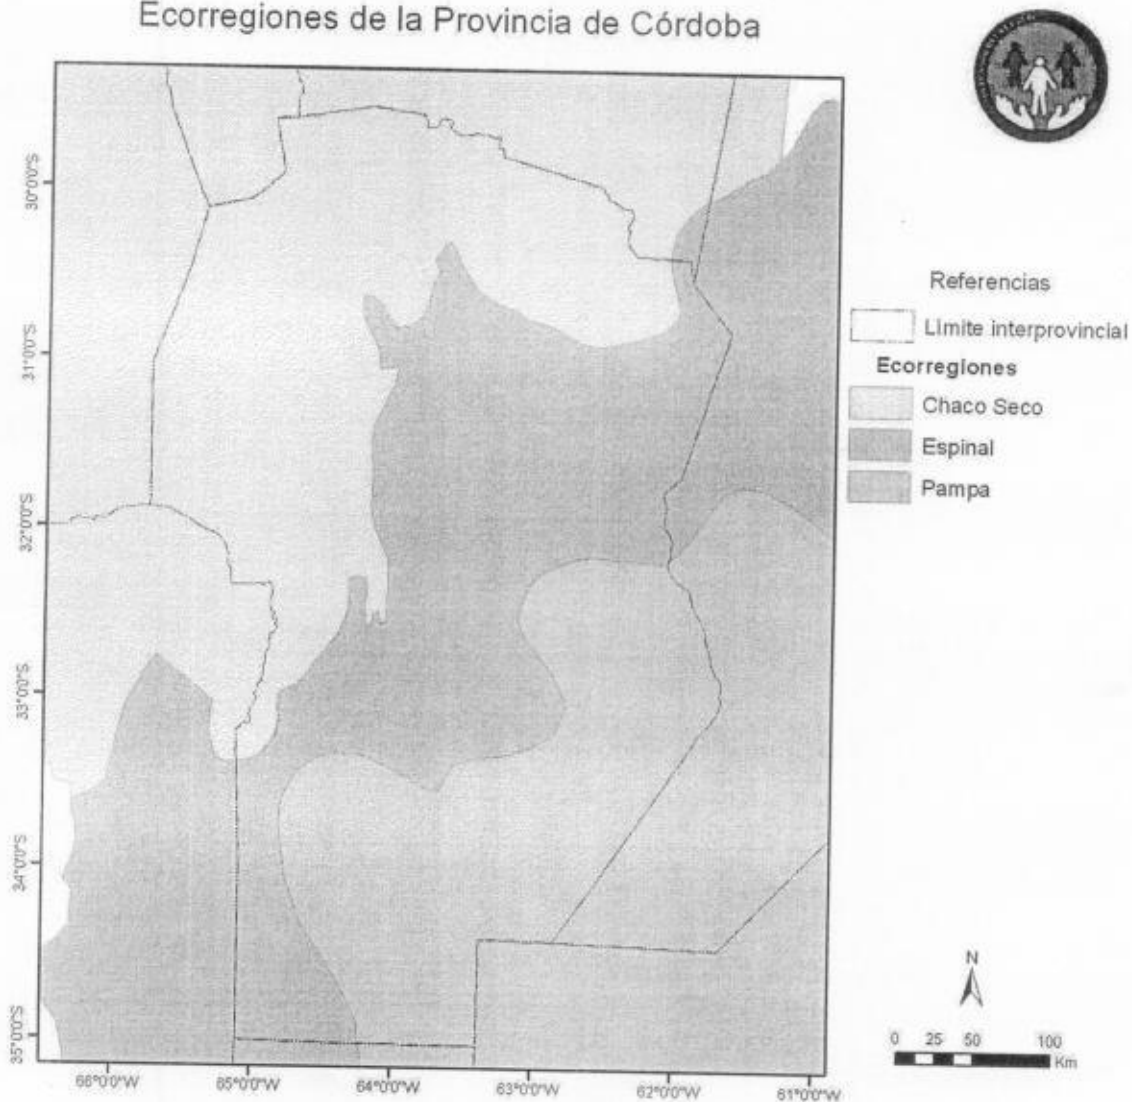 Ecorregiones de la Provincia de Córdoba
30°0'0"S
31°0'0"S
32°0'0"S
33°0'0"S
34°0'0"S
35°0'0"S
66°0'0"W
65°0'0"W
64°0'0"W
63°0'0"W
62°0'0"W
61°0'0"W
Referencias
Limite interprovincial
Ecorregiones
Chaco Seco
Espinal
Pampa
N
0 25 50 100
Km